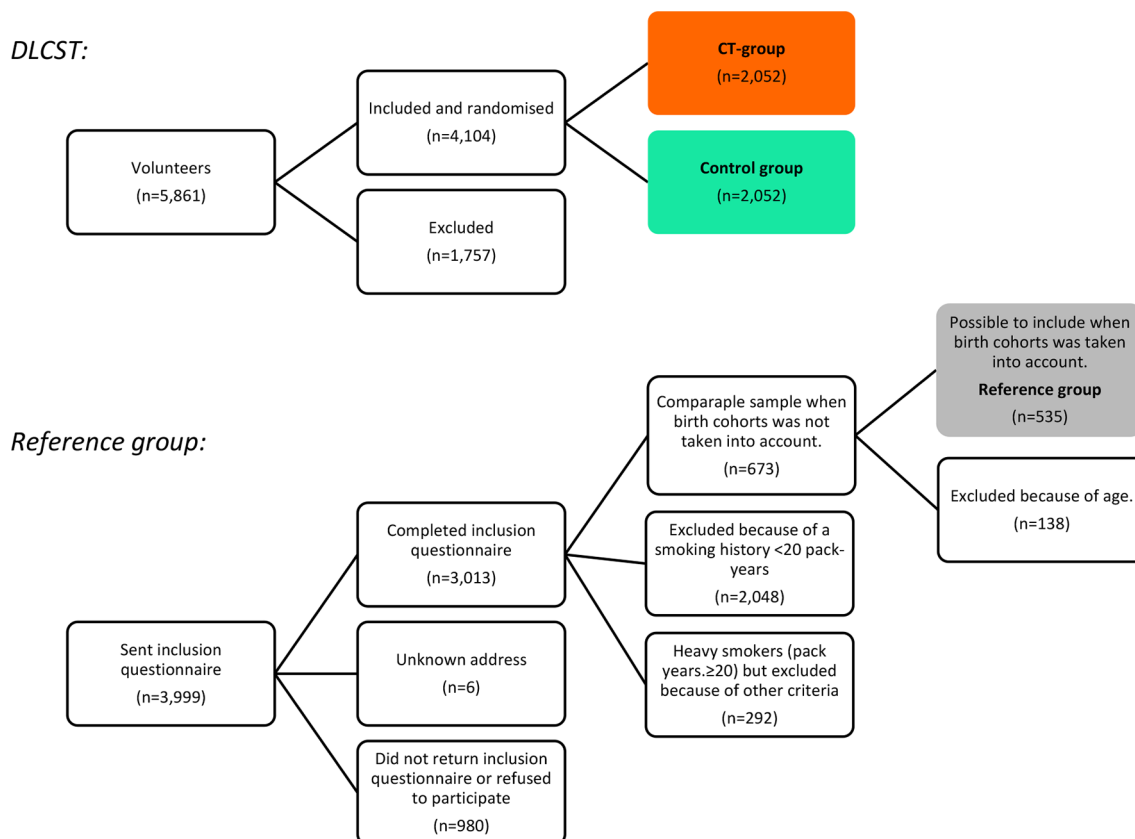 DLCST:
Volunteers
(n=5,861)
Included and randomised
(n=4,104)
Excluded
(n=1,757)
CT-group
(n=2,052)
Control group
(n=2,052)
Reference group:
Sent inclusion
questionnaire
(n=3,999)
Completed inclusion
questionnaire
(n=3,013)
Unknown address
(n=6)
Did not return inclusion
questionnaire or refused
to participate
(n=980)
Comparaple sample when
birth cohorts was not
taken into account.
(n=673)
Excluded because of a
smoking history <20 pack-
years
(n=2,048)
Heavy smokers (pack
years.≥20) but excluded
because of other criteria
(n=292)
Possible to include when
birth cohorts was taken
into account.
Reference group
(n=535)
Excluded because of age.
(n=138)